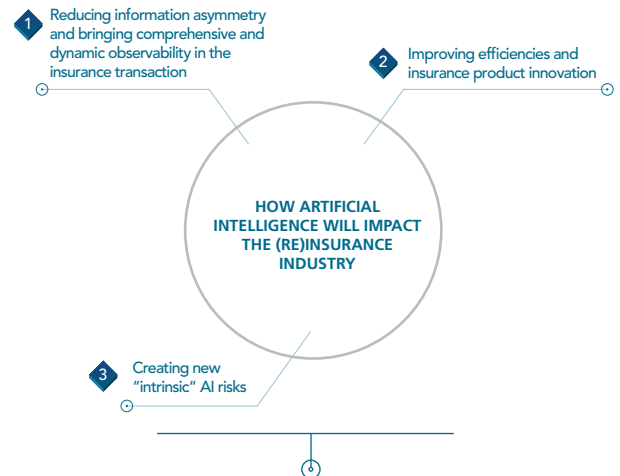 1
Reducing information asymmetry
and bringing comprehensive and
dynamic observability in the
insurance transaction
2
Improving efficiencies and
insurance product innovation
HOW ARTIFICIAL
INTELLIGENCE WILL IMPACT
THE (RE)INSURANCE
INDUSTRY
3
Creating new
“intrinsic” AI risks